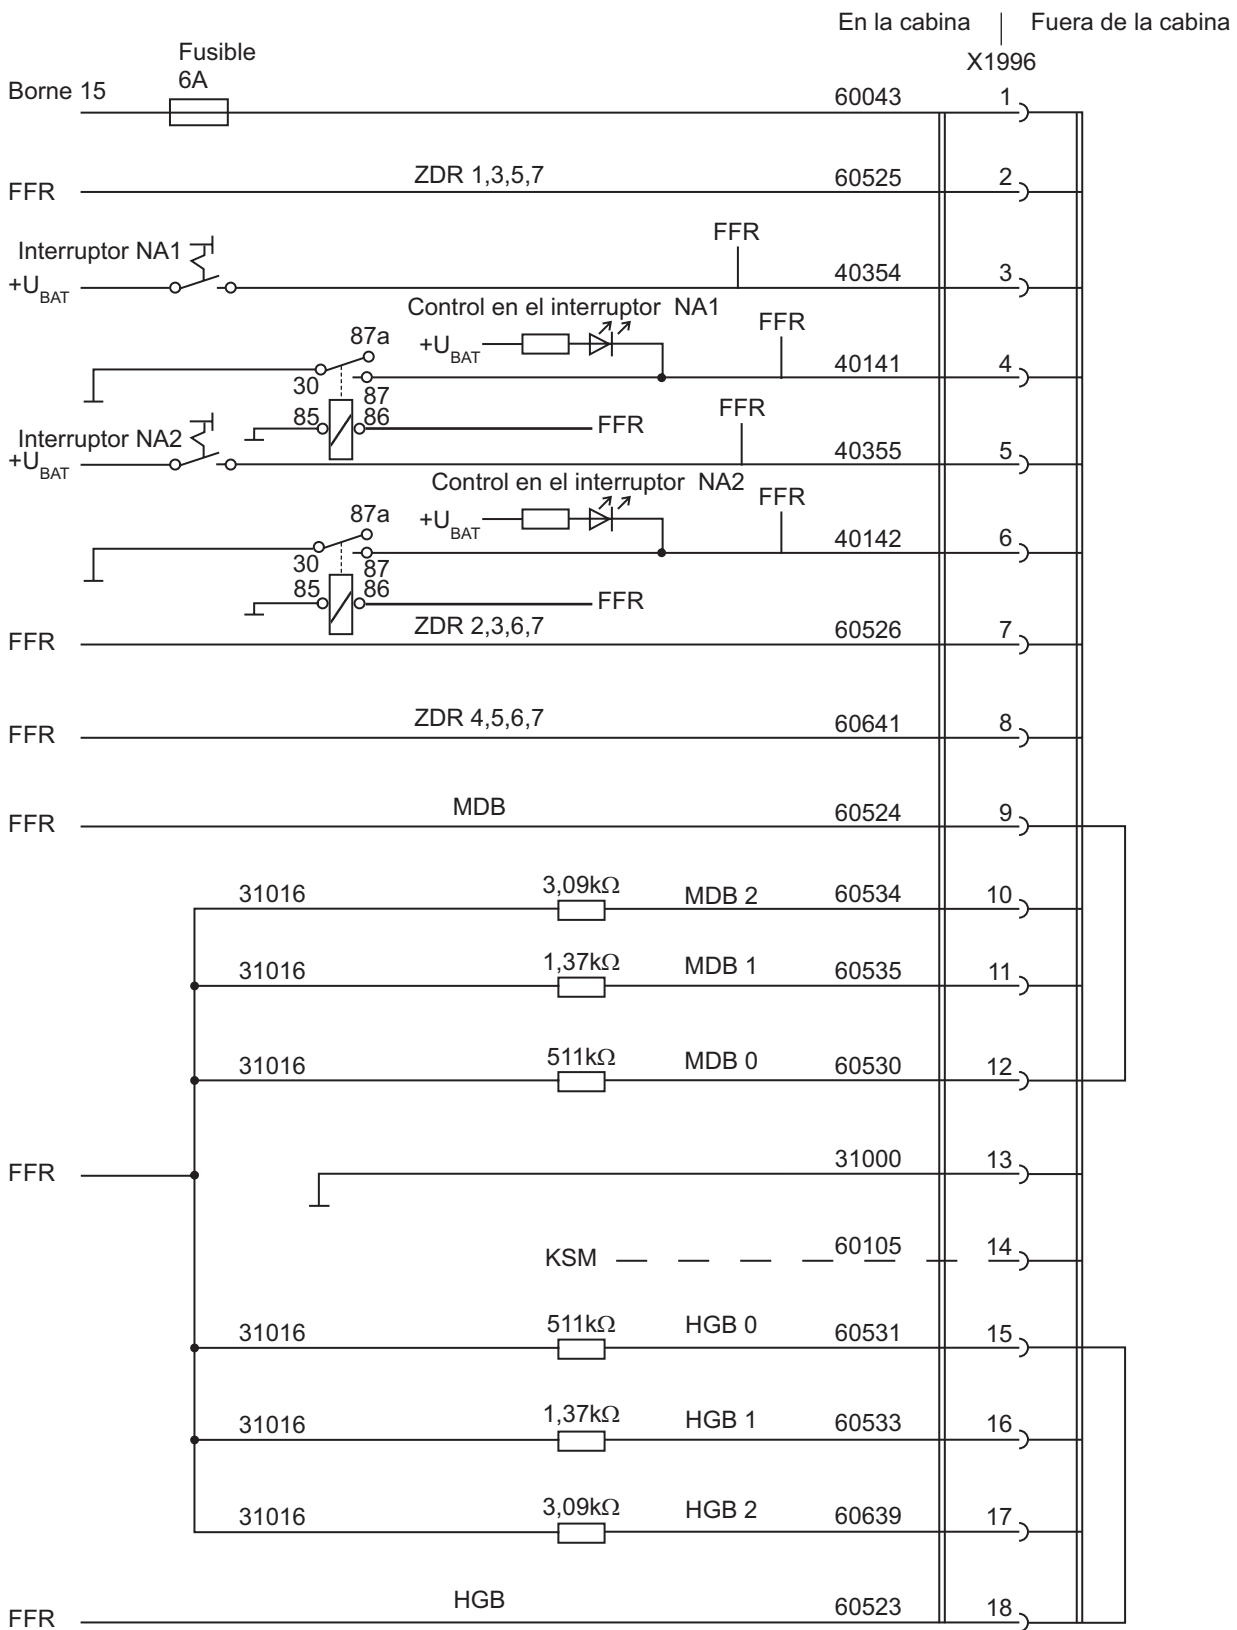 En la cabina | Fuera de la cabina
X1996
Fusible
6A
Borne 15
60043 1
FFR ZDR 1,3,5,7 60525 2
Interruptor NA1
FFR
+UBAT 40354 3
Control en el interruptor NA1
87a +UBAT FFR
30 87 40141 4
85 86 FFR
FFR
Interruptor NA2
+UBAT 40355 5
Control en el interruptor NA2
87a +UBAT FFR
30 87 40142 6
85 86 FFR
FFR ZDR 2,3,6,7 60526 7
FFR ZDR 4,5,6,7 60641 8
FFR MDB 60524 9
31016 3,09kΩ MDB 2 60534 10
31016 1,37kΩ MDB 1 60535 11
31016 511kΩ MDB 0 60530 12
FFR 31000 13
KSM 60105 14
31016 511kΩ HGB 0 60531 15
31016 1,37kΩ HGB 1 60533 16
31016 3,09kΩ HGB 2 60639 17
FFR HGB 60523 18